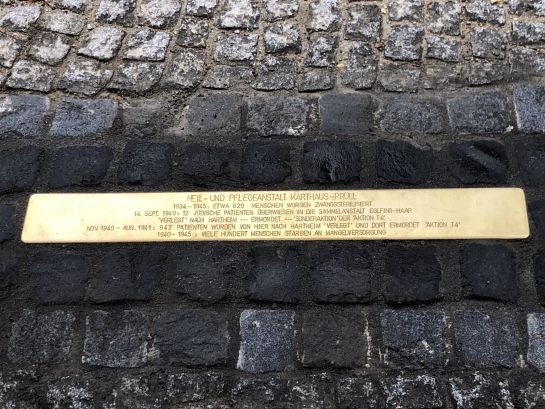 HEIL- UND PFLEGEANSTALT KARTHAUS-PRÜLL
1934-1945: ETWA 620 MENSCHEN WURDEN ZWANGSSTERILISIERT
14. SEPT. 1940: 12 JÜDISCHE PATIENTEN ÜBERWIESEN IN DIE SAMMELANSTALT EGLFING-HAAR
"VERLEGT" NACH HARTHEIM --- ERMORDET --- "SONDERAKTION" DER "AKTION T4"
NOV 1940 - AUG. 1941: 642 PATIENTEN WURDEN VON HIER NACH HARTHEIM "VERLEGT" UND DORT ERMORDET "AKTION T4"
1940-1945: VIELE HUNDERT MENSCHEN STARBEN AN MANGELVERSORGUNG